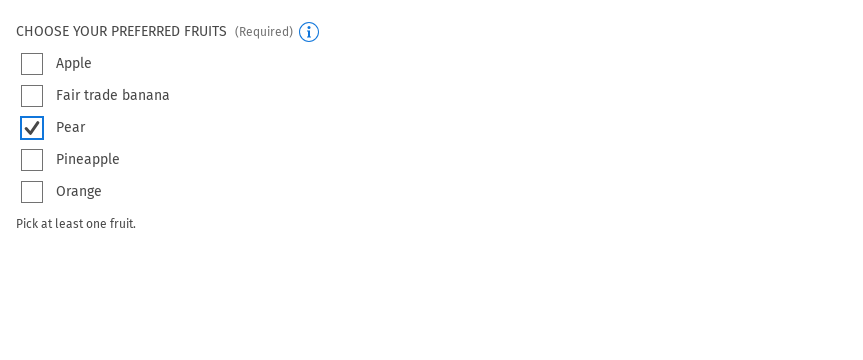 CHOOSE YOUR PREFERRED FRUITS (Required)
Apple
Fair trade banana
Pear
Pineapple
Orange
Pick at least one fruit.